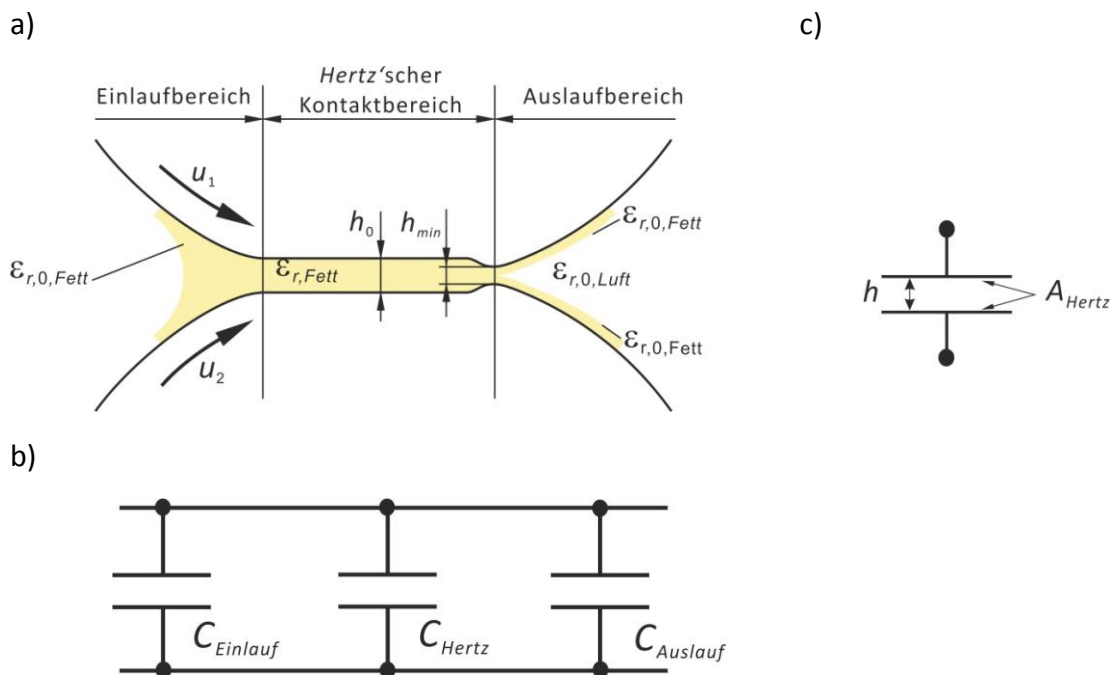 a)
c)
Hertz'scher
Einlaufbereich
Kontaktbereich
Auslaufbereich
u1
h0
hmin
εr,0,Fett
εr,0,Fett
εr,Fett
εr,0,Luft
h
AHertz
εr,0,Fett
u2
b)
CEinlauf
CHertz
CAuslauf